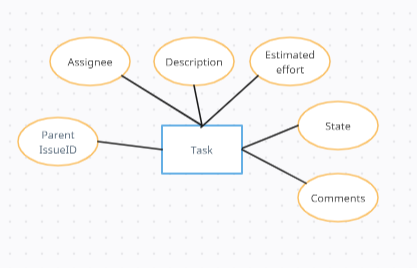 Assignee
Description
Estimated
effort
Parent
IssueID
Task
State
Comments